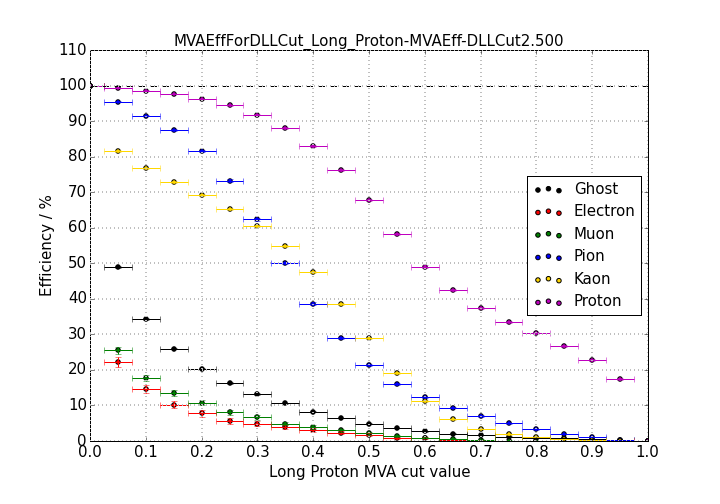 MVAEffForDLLCut_Long_Proton-MVAEff-DLLCut2.500
110
100
90
80
70
60
50
40
30
20
10
0
Efficiency / %
Ghost
Electron
Muon
Pion
Kaon
Proton
0.0 0.1 0.2 0.3 0.4 0.5 0.6 0.7 0.8 0.9 1.0
Long Proton MVA cut value